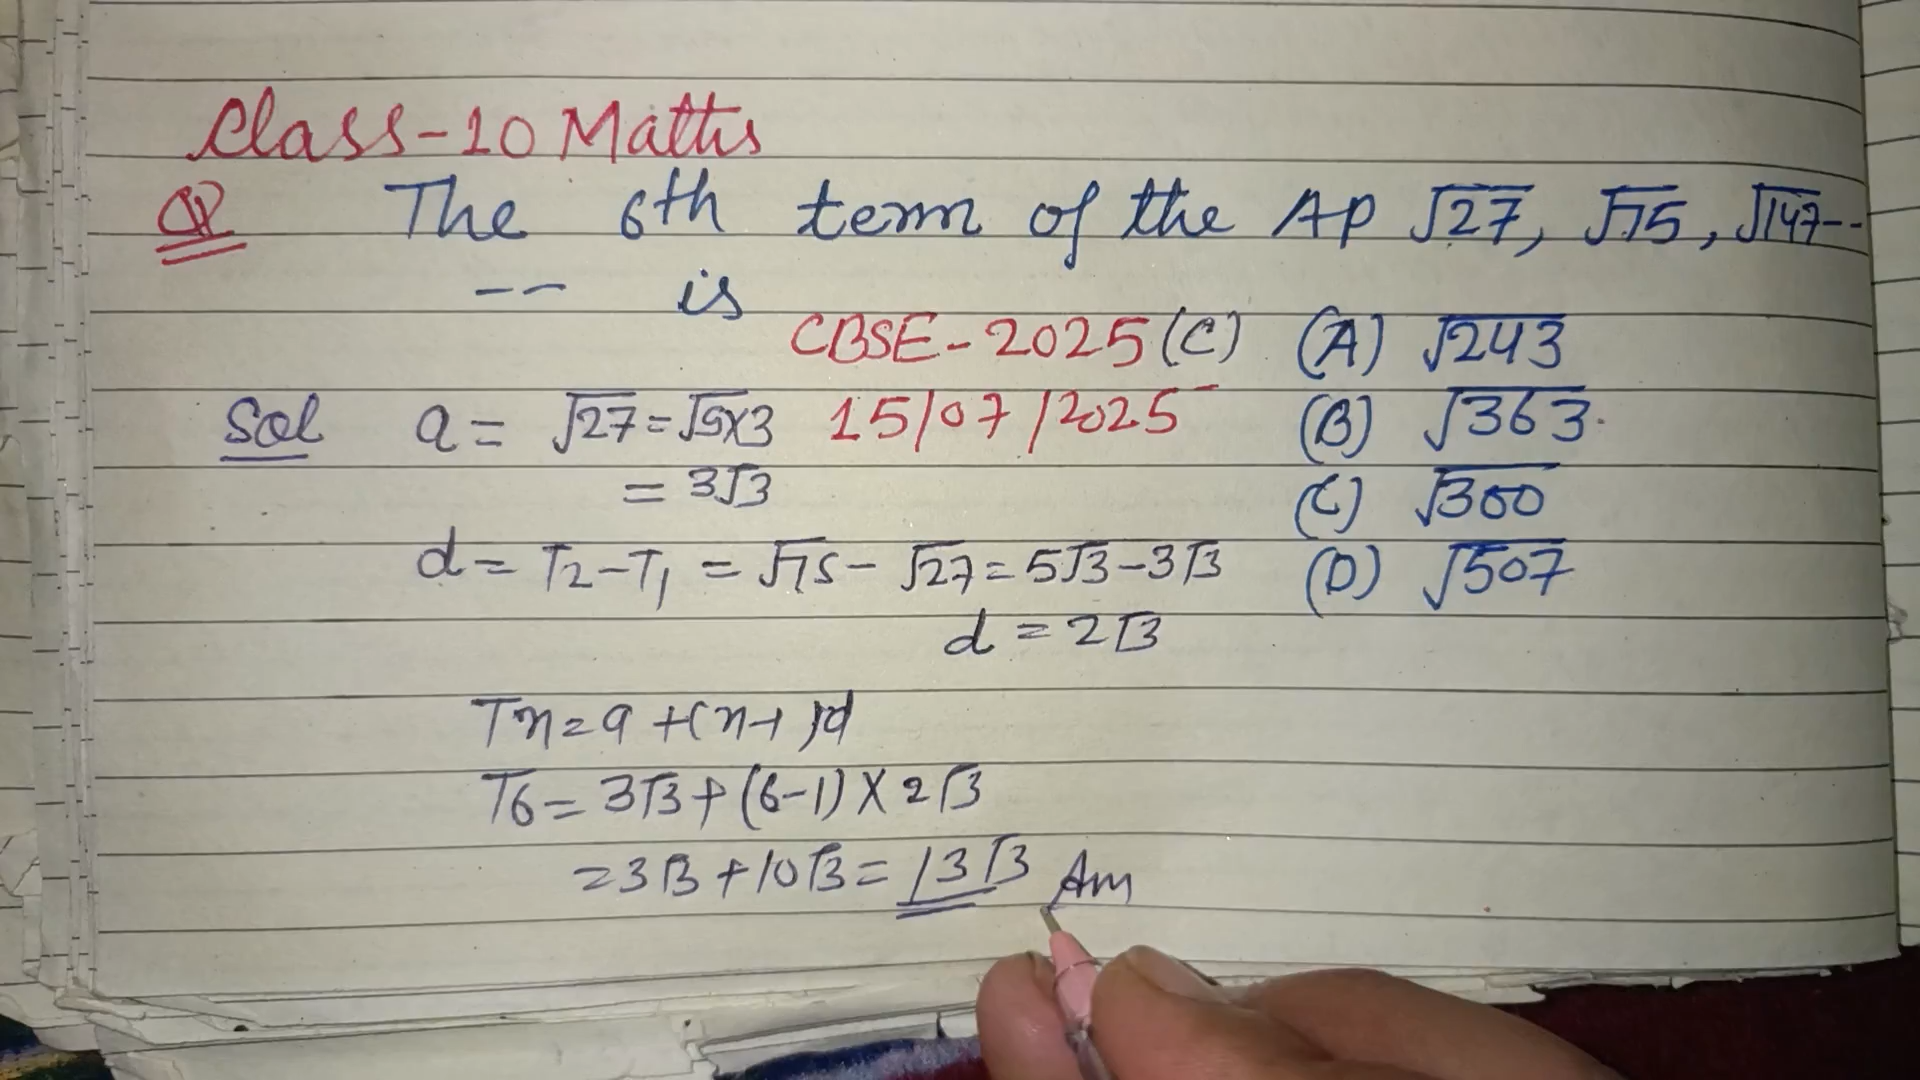 Class-10 Maths
Q The 6th term of the AP √27, √75, √147--
-- is
CBSE-2025 (C) (A) √243
Sol a = √27 = √9×3 15/07/2025 (B) √363.
= 3√3 (C) √300
d = T2-T1 = √75 - √27 = 5√3-3√3 (D) √507
d = 2√3
Tn = a +(n-1)d
T6 = 3√3 + (6-1) × 2√3
= 3√3 + 10√3 = 13√3 Ans